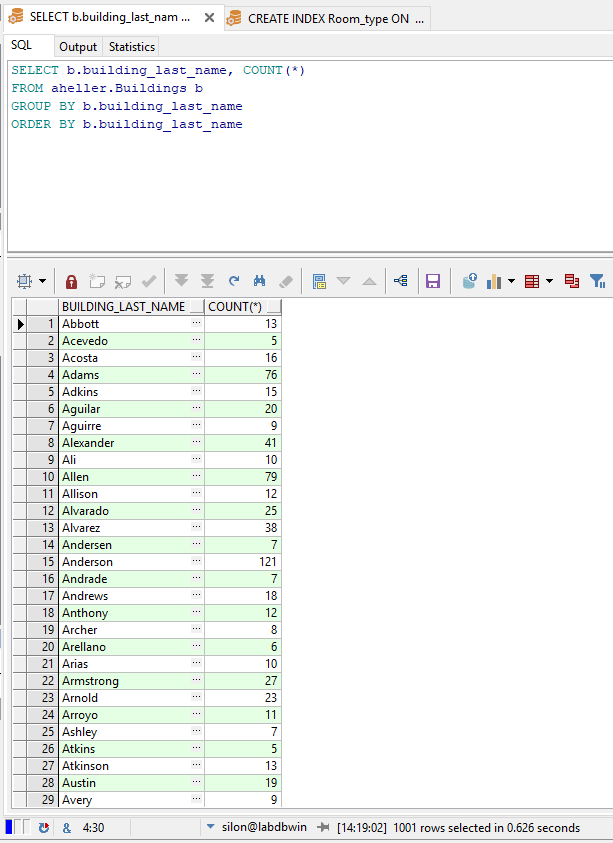 SELECT b.building_last_nam ...
CREATE INDEX Room_type ON ...
SQL Output Statistics
SELECT b.building_last_name, COUNT(*)
FROM aheller.Buildings b
GROUP BY b.building_last_name
ORDER BY b.building_last_name
BUILDING_LAST_NAME COUNT(*)
1 Abbott ... 13
2 Acevedo ... 5
3 Acosta ... 16
4 Adams ... 76
5 Adkins ... 15
6 Aguilar ... 20
7 Aguirre ... 9
8 Alexander ... 41
9 Ali ... 10
10 Allen ... 79
11 Allison ... 12
12 Alvarado ... 25
13 Alvarez ... 38
14 Andersen ... 7
15 Anderson ... 121
16 Andrade ... 7
17 Andrews ... 18
18 Anthony ... 12
19 Archer ... 8
20 Arellano ... 6
21 Arias ... 10
22 Armstrong ... 27
23 Arnold ... 23
24 Arroyo ... 11
25 Ashley ... 7
26 Atkins ... 5
27 Atkinson ... 13
28 Austin ... 19
29 Avery ... 9
& 4:30 silon@labdbwin [14:19:02] 1001 rows selected in 0.626 seconds